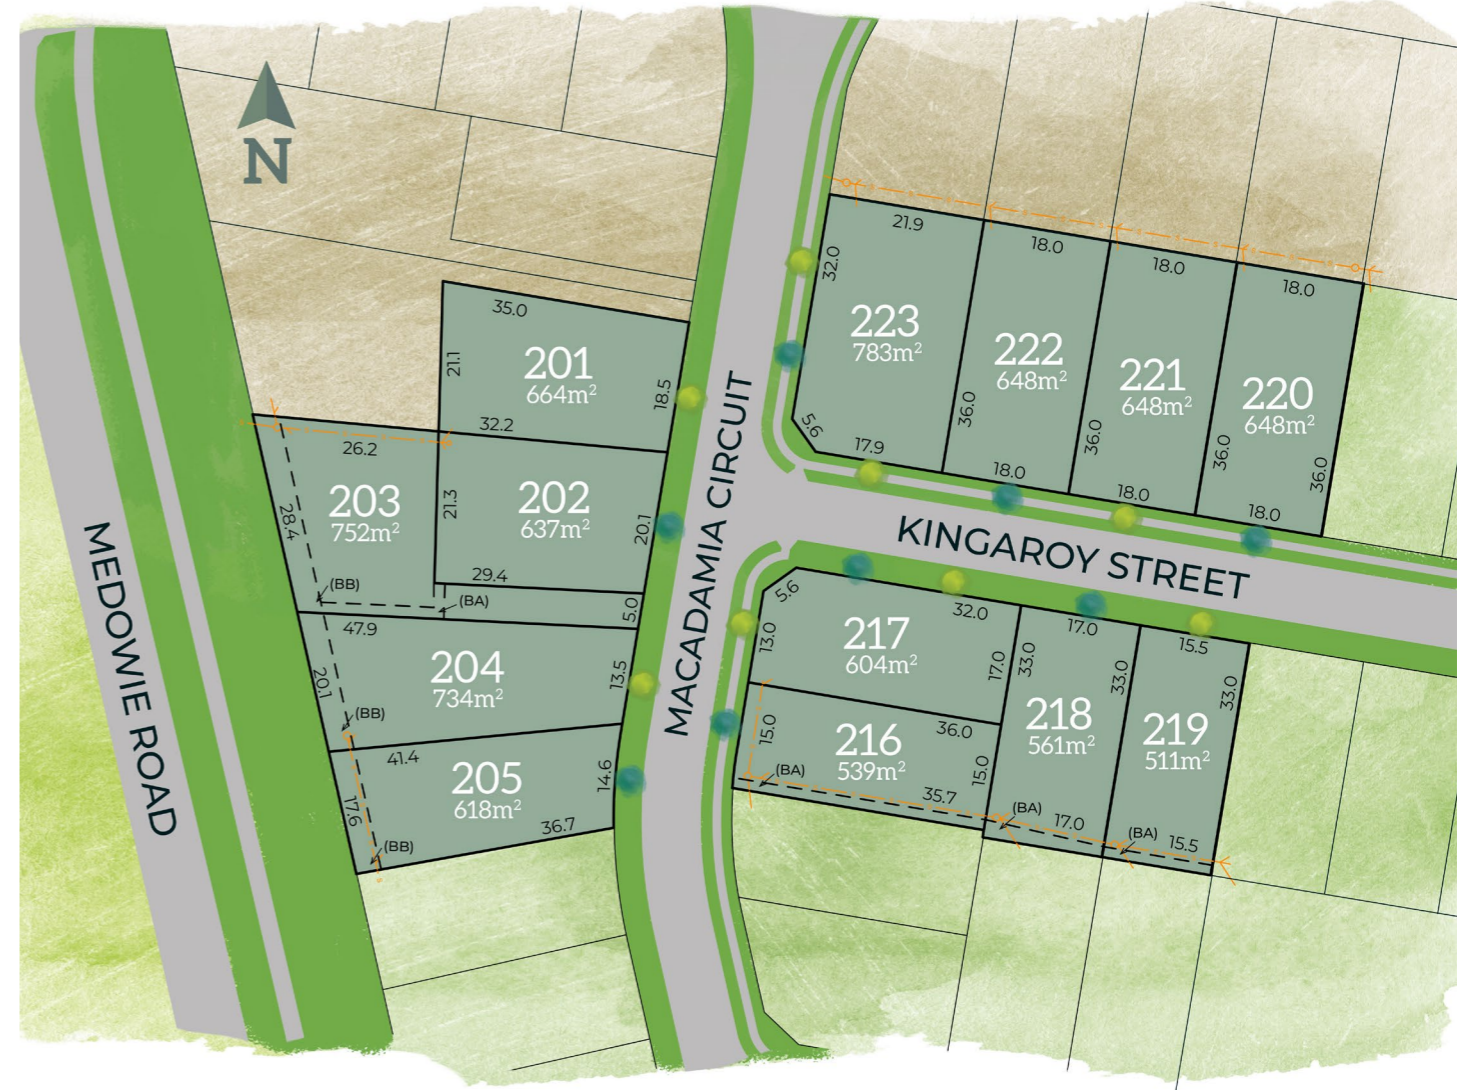 N
MEDOWIE ROAD
MACADAMIA CIRCUIT
KINGAROY STREET
35.0
21.1
201
664m²
18.5
32.2
26.2
203
752m²
28.4
21.3
202
637m²
20.1
29.4
(BB)
(BA)
5.0
47.9
204
734m²
20.1
13.5
(BB)
41.4
205
618m²
14.6
17.6
36.7
(BB)
21.9
32.0
223
783m²
5.6
17.9
18.0
222
648m²
36.0
18.0
18.0
221
648m²
36.0
18.0
18.0
220
648m²
36.0
36.0
18.0
5.6
32.0
13.0
217
604m²
17.0
36.0
15.0
216
539m²
15.0
(BA)
35.7
17.0
33.0
218
561m²
33.0
(BA)
17.0
15.5
219
511m²
33.0
(BA)
15.5